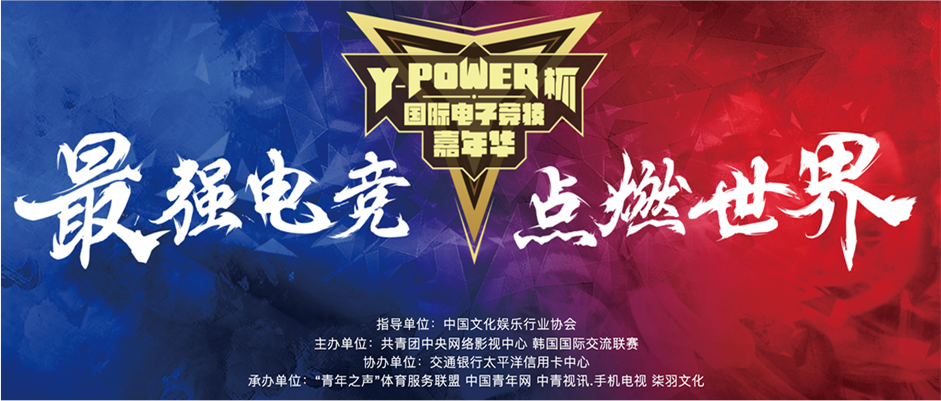 Y-POWER杯
国际电子竞技
嘉年华
最强电竞 点燃世界
指导单位：中国文化娱乐行业协会
主办单位：共青团中央网络影视中心 韩国国际交流联赛
协办单位：交通银行太平洋信用卡中心
承办单位：“青年之声”体育服务联盟 中国青年网 中青视讯.手机电视 柒羽文化